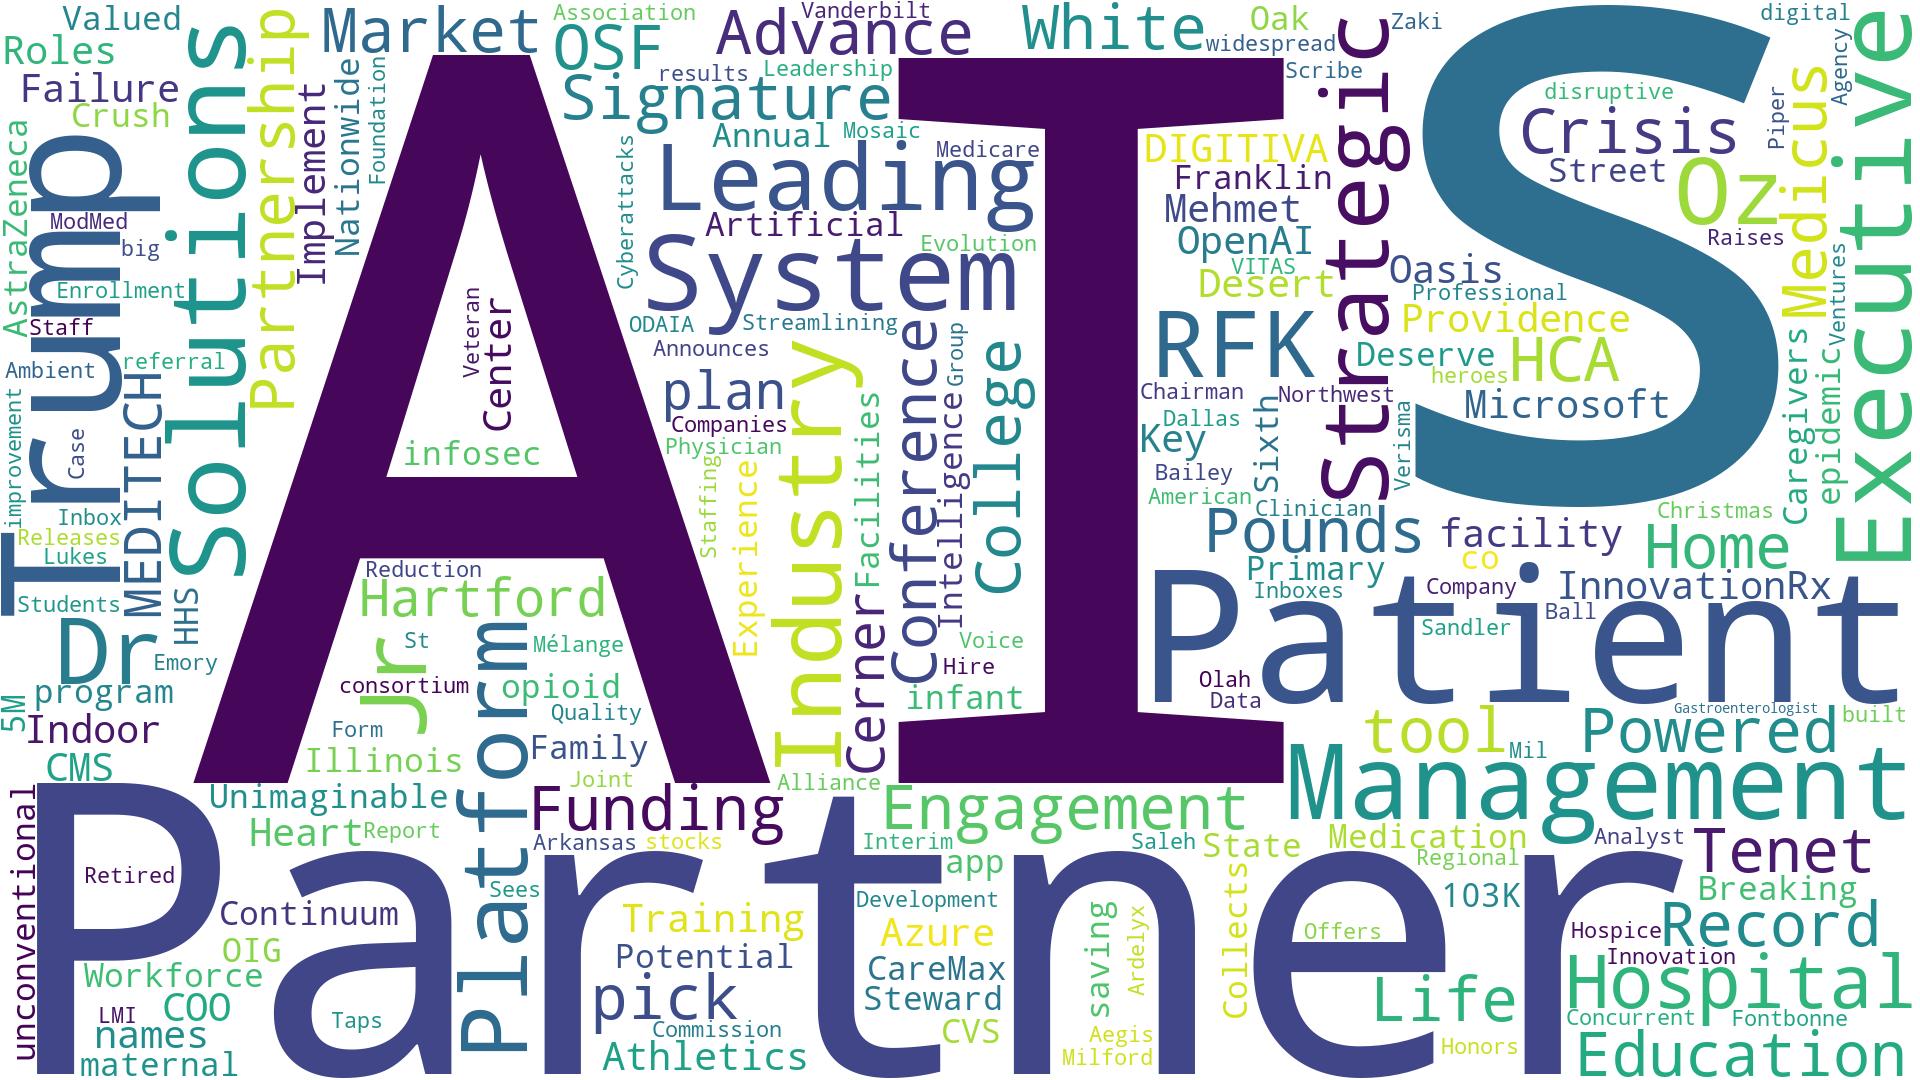 Valued
Roles
Failure
Crush
AstraZeneca
Trump
ModMed
big
Enrollment
Staff
referral
Ambient
improvement
Case
MEDITECH
Inbox
Releases
Lukes
Students
HHS
Dr
Emory
program
5M
Indoor
CMS
Solutions
Partnership
Market
Implement
Nationwide
Foundation
Association
OSF
Signature
Vanderbilt
Advance
results
Leadership
Annual
Mosaic
Cyberattacks
Leading
Medicare
Artificial
Evolution
System
ODAIA
Streamlining
Announces
plan
Companies
Physician
Staffing
Experience
Industry
Facilities
Conference
Group
Intelligence
College
Cerner
Voice
Hire
infant
AI
Veteran
Center
infosec
Reduction
Hartford
St
Jr
consortium
Form
Illinois
Platform
Mélange
opioid
Quality
Family
Joint
Alliance
White
Oak
widespread
Scribe
Zaki
Strategic
DIGITIVA
Franklin
Mehmet
OpenAI
VITAS
Desert
RFK
Chairman
Northwest
Dallas
Key
Sixth
Bailey
American
Clinician
Pounds
Primary
Inboxes
S
disruptive
Crisis
Street
Oz
Piper
Raises
digital
Agency
Medicus
Executive
Ventures
Oasis
Professional
Providence
Deserve
heroes
HCA
Microsoft
Verisma
Caregivers
epidemic
Christmas
facility
co
Home
Company
InnovationRx
Ball
Sandler
Patient
Olah
Data
Gastroenterologist
built
tool
Mil
Powered
Management
Unimaginable
Heart
Report
unconventional
Partner
Retired
Continuum
OIG
Workforce
LMI
COO
names
maternal
Taps
Funding
Arkansas
stocks
Sees
Training
Potential
pick
Commission
Athletics
Engagement
Interim
app
Saleh
State
Development
Azure
CareMax
Steward
CVS
saving
Ardelyx
Aegis
Milford
Collects
Medication
Regional
Analyst
Tenet
103K
Breaking
Offers
Hospice
Record
Innovation
Life
Hospital
Concurrent
Fontbonne
Honors
Education